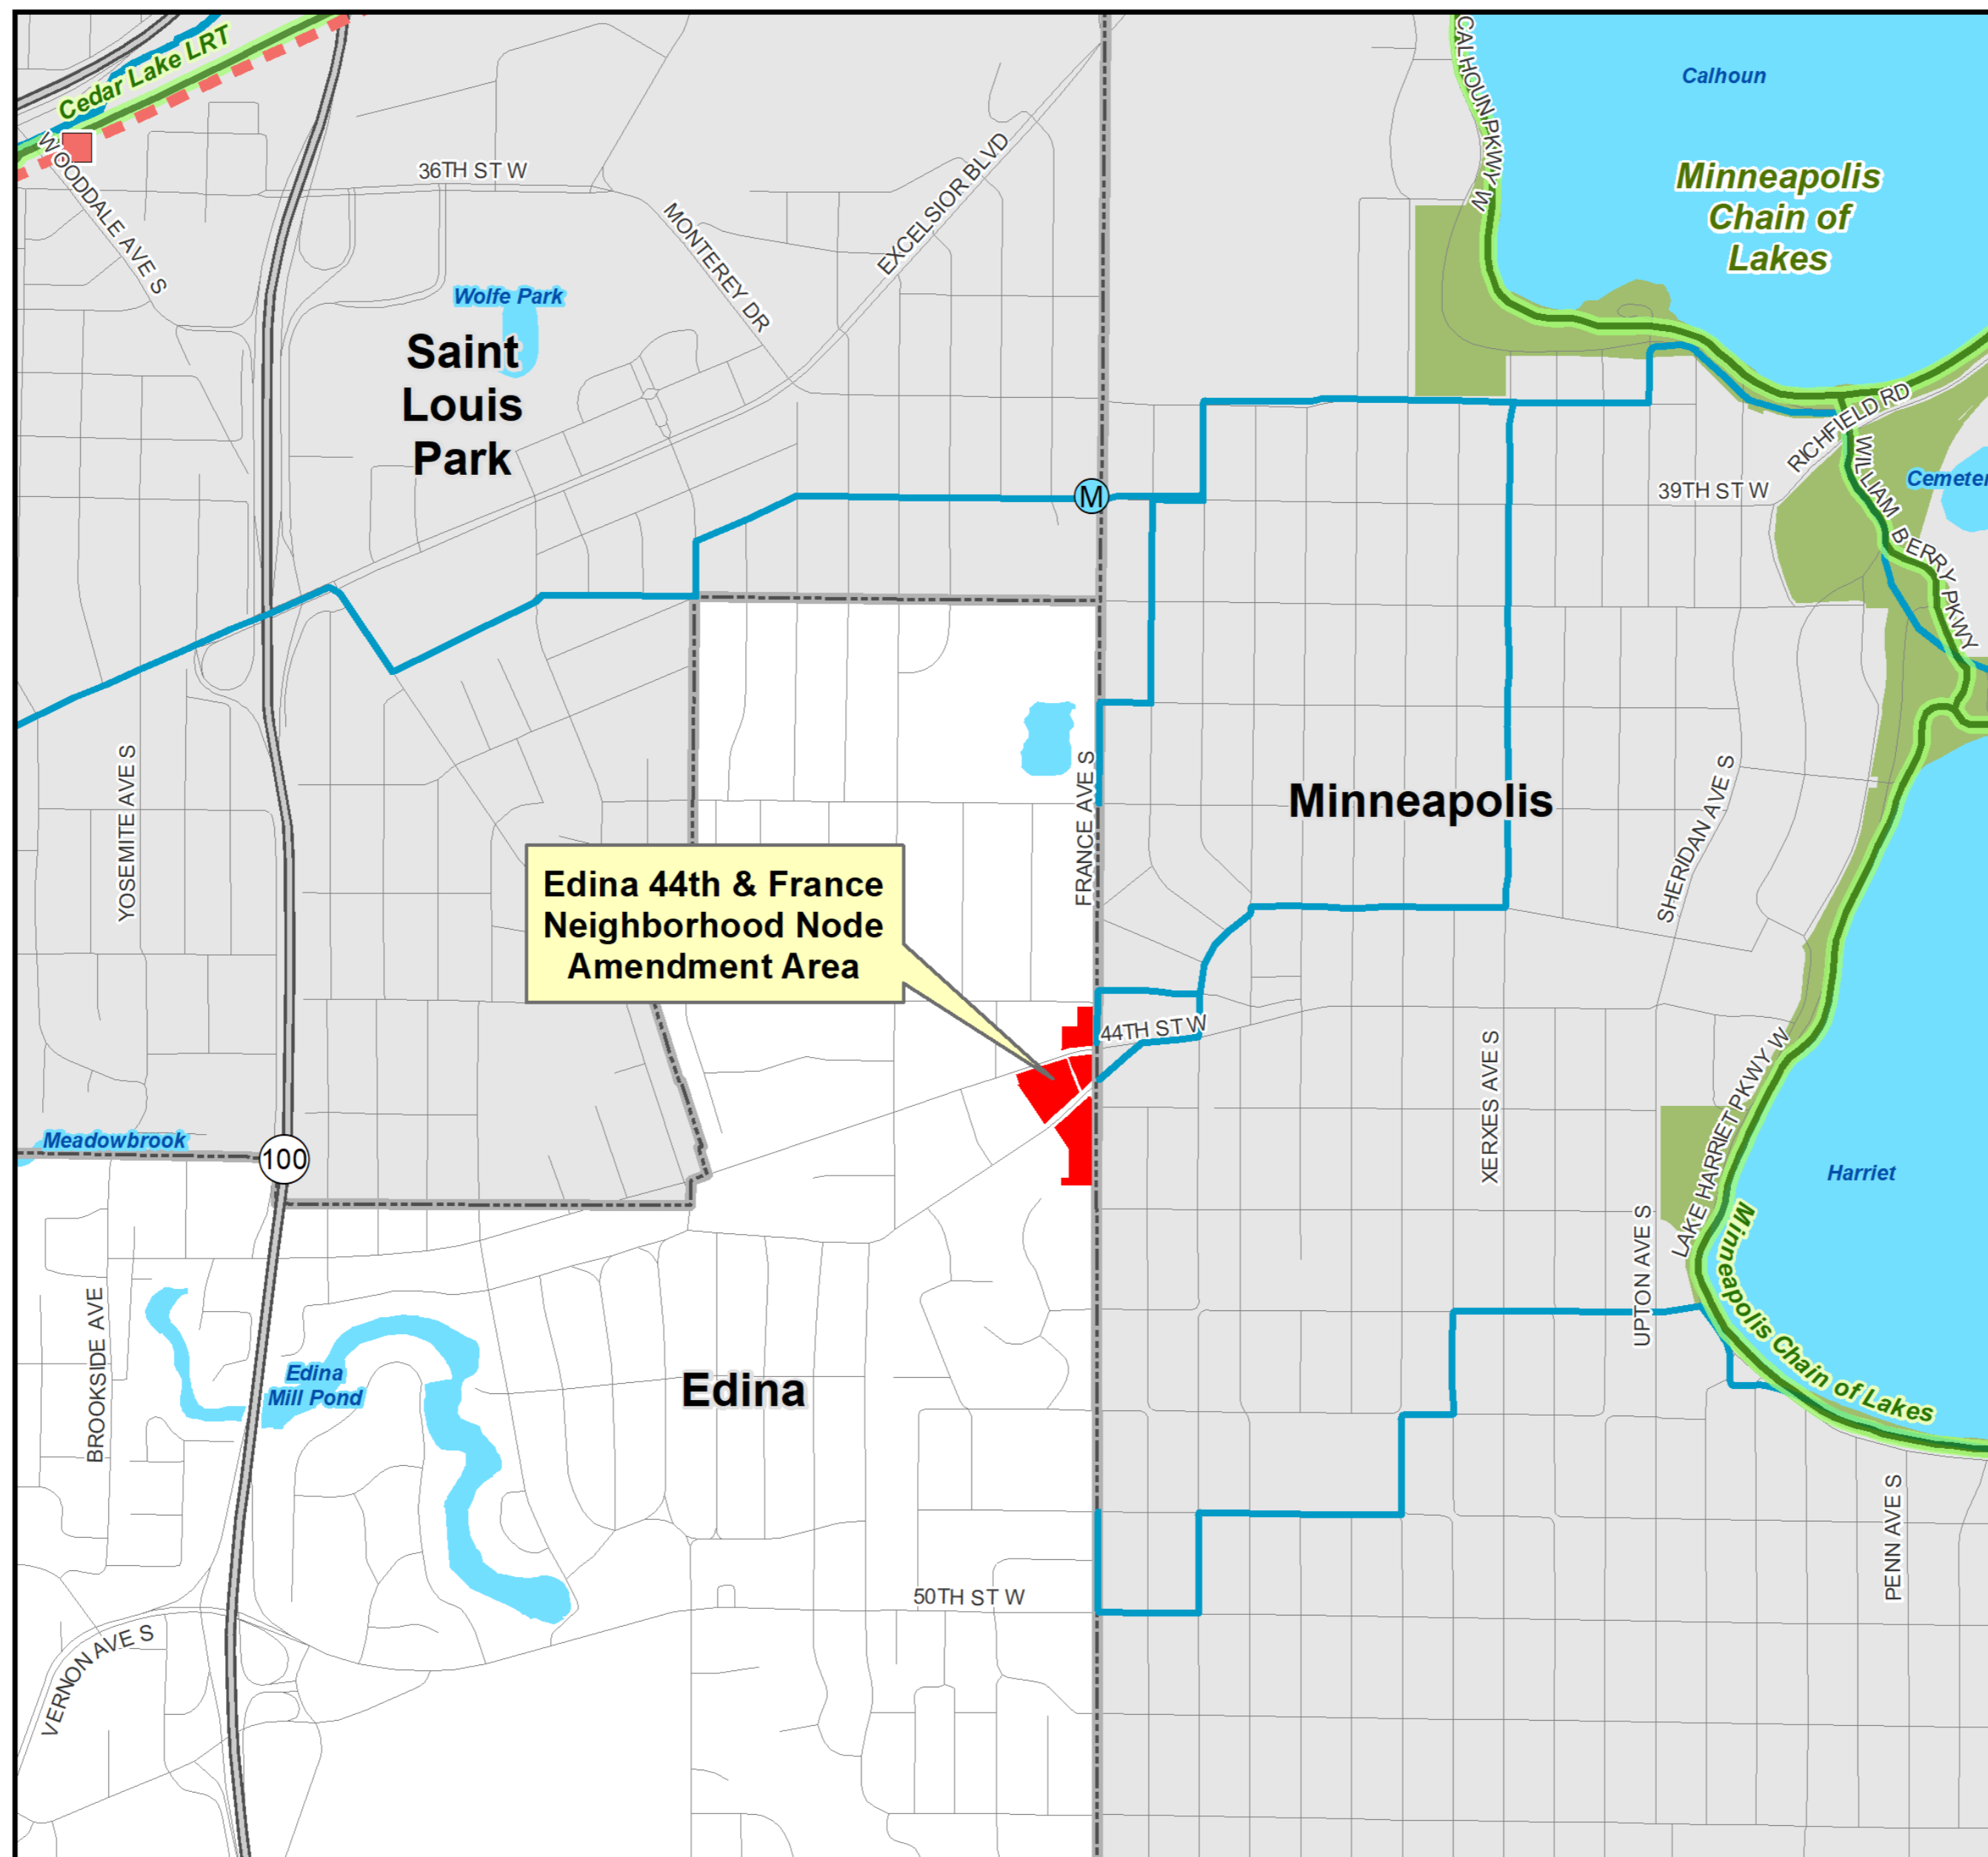 Cedar Lake LRT
WOODDALE AVE S
36TH ST W
MONTEREY DR
EXCELSIOR BLVD
CALHOUN PKWY W
Calhoun
Minneapolis
Chain of
Lakes
Wolfe Park
Saint
Louis
Park
RICHFIELD RD
WILLIAM BERRY PKWY
39TH ST W
Cemeter
M
YOSEMITE AVE S
FRANCE AVE S
Minneapolis
SHERIDAN AVE S
Edina 44th & France
Neighborhood Node
Amendment Area
44TH ST W
XERXES AVE S
LAKE HARRIET PKWY W
Meadowbrook
100
Harriet
UPTON AVE S
Minneapolis Chain of Lakes
BROOKSIDE AVE
Edina
Mill Pond
Edina
PENN AVE S
50TH ST W
VERNON AVE S